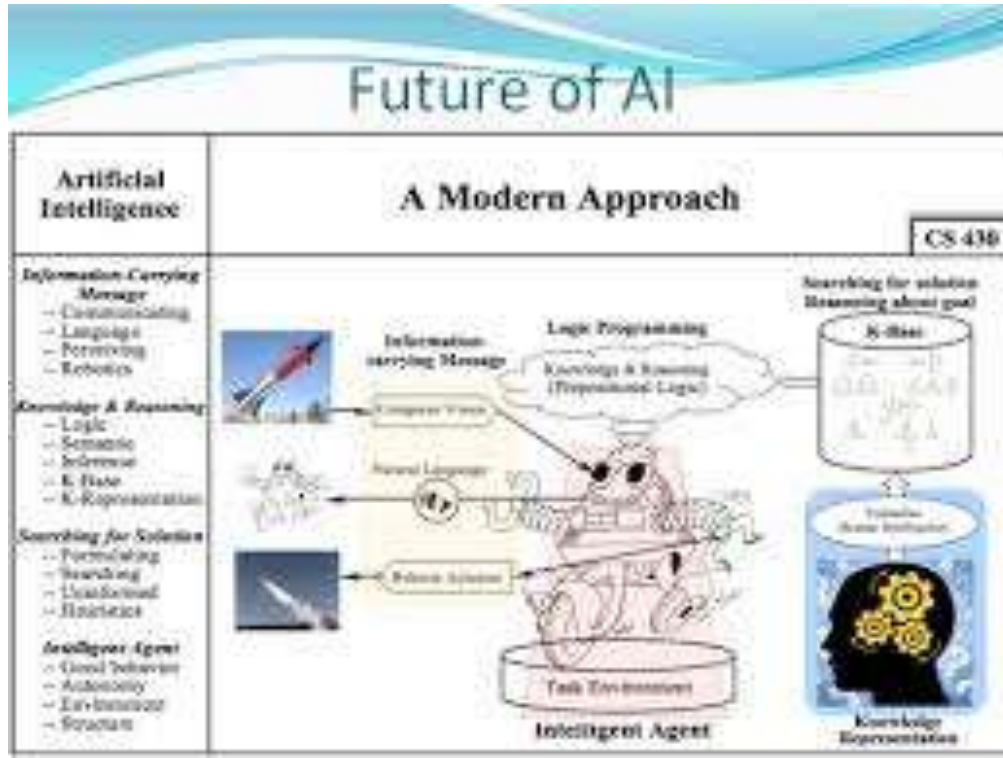 Future of AI
Artificial
Intelligence
A Modern Approach
CS 430
Information-Carrying
Message
-- Communicating
-- Language
-- Perceiving
-- Robotics
Knowledge & Reasoning
-- Logic
-- Semantic
-- Inference
-- K-Base
-- K-Representation
Searching for Solution
-- Formulating
-- Searching
-- Uninformed
-- Heuristics
Intelligent Agent
-- Good behavior
-- Autonomy
-- Environment
-- Structure
Information-
carrying Message
Computer Vision
Natural Language
Robotic Actuator
Logic Programming
Knowledge & Reasoning
(Propositional Logic)
Task Environment
Intelligent Agent
Searching for solution
Reasoning about goal
K-Base
Human Intelligence
Knowledge
Representation